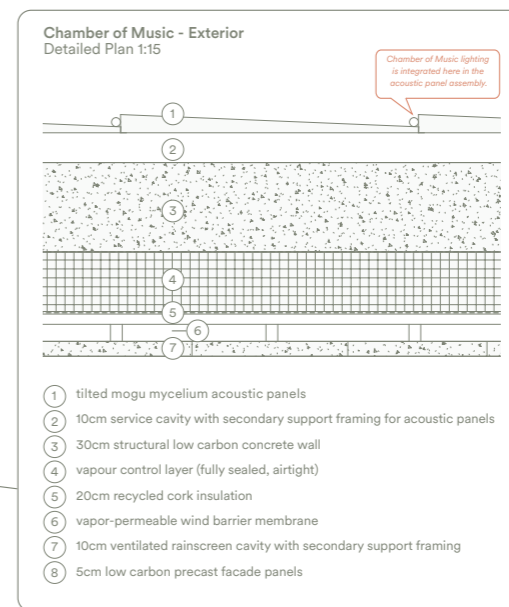 Chamber of Music - Exterior
Detailed Plan 1:15
Chamber of Music lighting
is integrated here in the
acoustic panel assembly.
1
2
3
4
5
6
7
1 tilted mogu mycelium acoustic panels
2 10cm service cavity with secondary support framing for acoustic panels
3 30cm structural low carbon concrete wall
4 vapour control layer (fully sealed, airtight)
5 20cm recycled cork insulation
6 vapor-permeable wind barrier membrane
7 10cm ventilated rainscreen cavity with secondary support framing
8 5cm low carbon precast facade panels